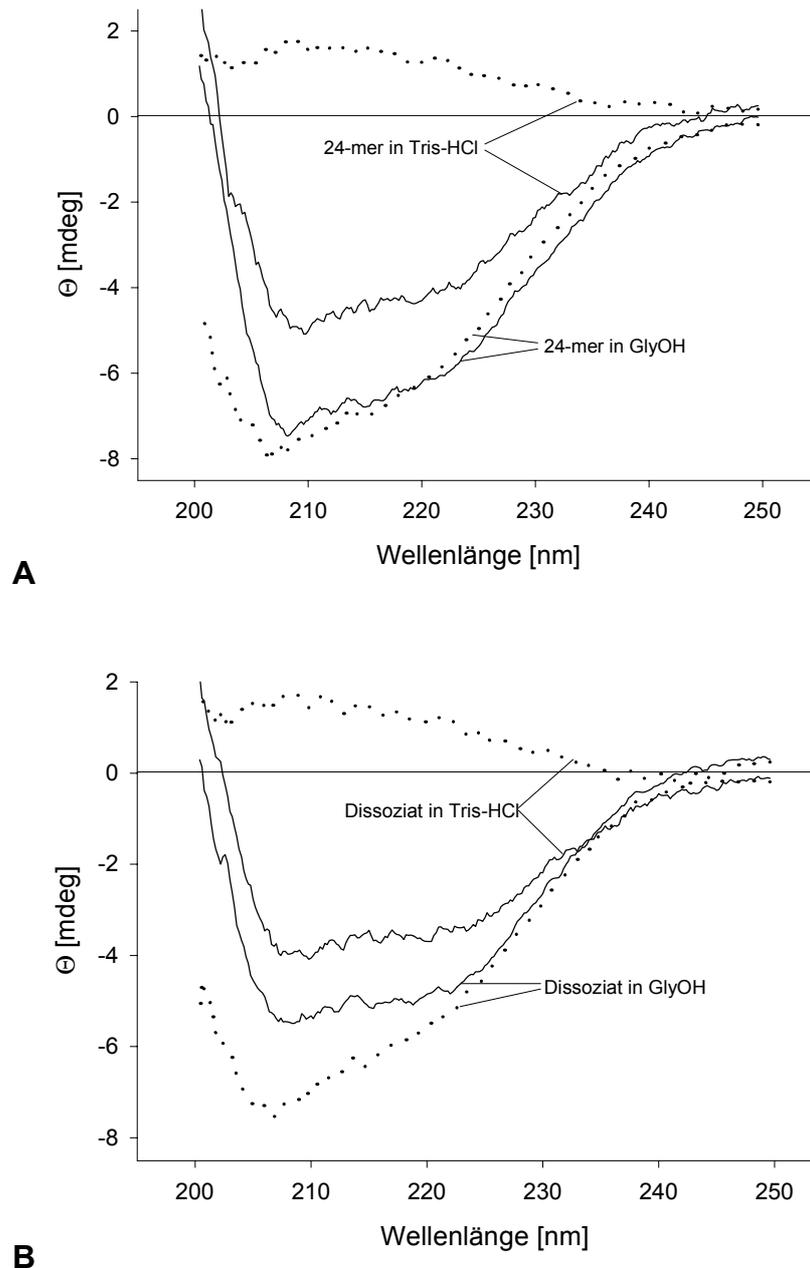 2
0
-2
-4
-6
-8
Θ [mdeg]
24-mer in Tris-HCl
24-mer in GlyOH
200 210 220 230 240 250
Wellenlänge [nm]
A
2
0
-2
-4
-6
-8
Θ [mdeg]
Dissoziat in Tris-HCl
Dissoziat in GlyOH
200 210 220 230 240 250
Wellenlänge [nm]
B